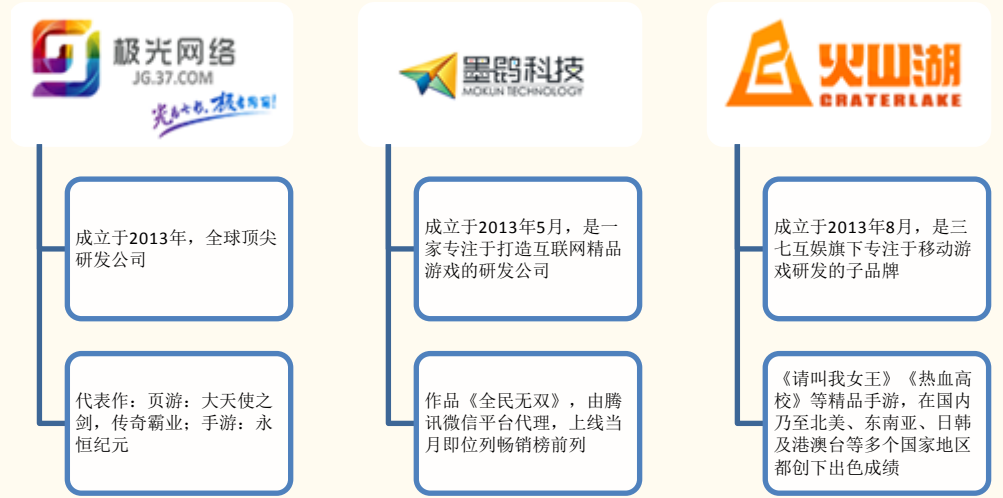 极光网络
JG.37.COM
成立于2013年，全球顶尖
研发公司
代表作：页游：大天使之
剑，传奇霸业；手游：永
恒纪元
墨鹍科技
MOKUN TECHNOLOGY
成立于2013年5月，是一
家专注于打造互联网精品
游戏的研发公司
作品《全民无双》，由腾
讯微信平台代理，上线当
月即位列畅销榜前列
火山湖
CRATERLAKE
成立于2013年8月，是三
七互娱旗下专注于移动游
戏研发的子品牌
《请叫我女王》《热血高
校》等精品手游，在国内
乃至北美、东南亚、日韩
及港澳台等多个国家地区
都创下出色成绩